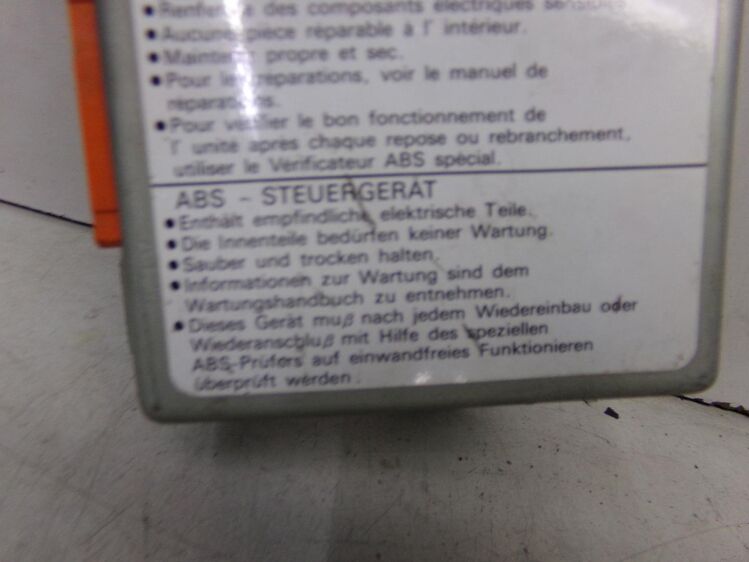 • Renferme des composants électriques sensibles
• Aucune pièce réparable à l' intérieur.
• Maintenir propre et sec.
• Pour les réparations, voir le manuel de
réparations.
• Pour vérifier le bon fonctionnement de
l' unité après chaque repose ou rebranchement,
utiliser le Vérificateur ABS spécial.
ABS - STEUERGERÄT
• Enthält empfindliche elektrische Teile.
• Die Innenteile bedürfen keiner Wartung.
• Sauber und trocken halten.
• Informationen zur Wartung sind dem
Wartungshandbuch zu entnehmen.
• Dieses Gerät muβ nach jedem Wiedereinbau oder
Wiederanschluβ mit Hilfe des speziellen
ABS-Prüfers auf einwandfreies Funktionieren
überprüft werden.